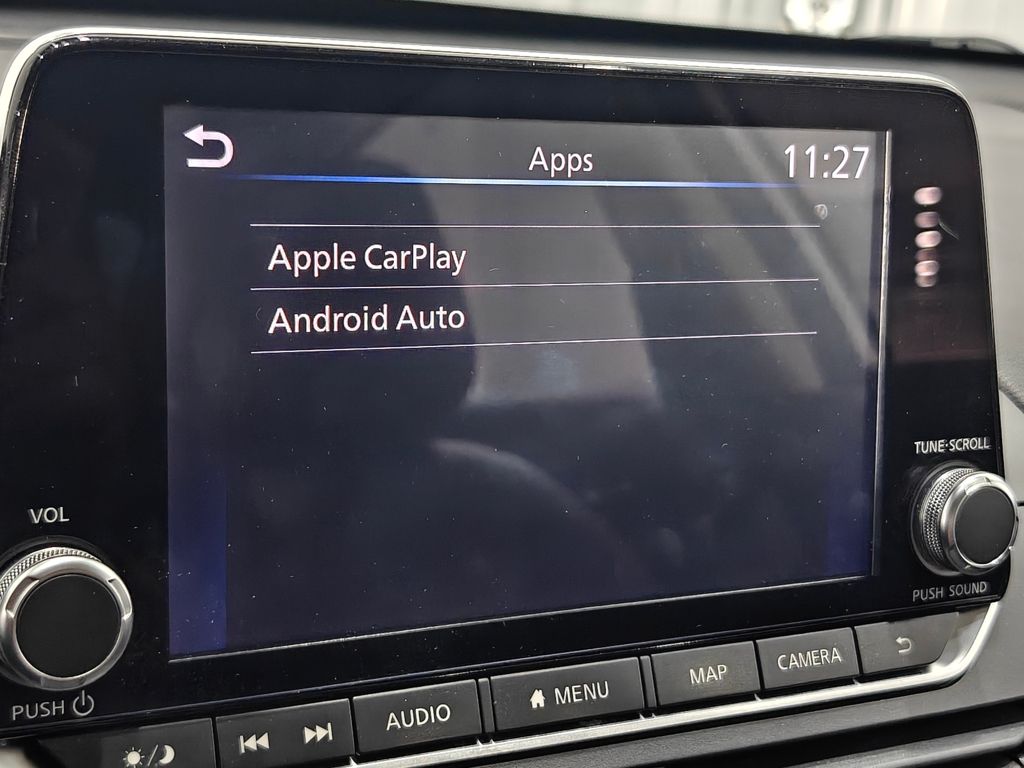 Apps
11:27
Apple CarPlay
Android Auto
TUNE·SCROLL
VOL
PUSH SOUND
PUSH
AUDIO
MENU
MAP
CAMERA